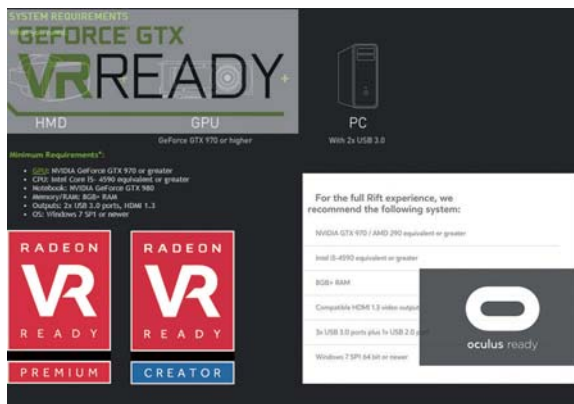 SYSTEM REQUIREMENTS
GEFORCE GTX
VRREADY
+
HMD
GPU
PC
GeForce GTX 970 or higher
With 2x USB 3.0
Minimum Requirements*:
• GPU: NVIDIA GeForce GTX 970 or greater
• CPU: Intel Core i5- 4590 equivalent or greater
• Notebook: NVIDIA GeForce GTX 980
• Memory/RAM: 8GB+ RAM
• Outputs: 2x USB 3.0 ports, HDMI 1.3
• OS: Windows 7 SP1 or newer
RADEON
VR
READY
PREMIUM
RADEON
VR
READY
CREATOR
For the full Rift experience, we
recommend the following system:
NVIDIA GTX 970 / AMD 290 equivalent or greater
Intel i5-4590 equivalent or greater
8GB+ RAM
Compatible HDMI 1.3 video output
3x USB 3.0 ports plus 1x USB 2.0
Windows 7 SP1 64 bit or newer
oculus ready